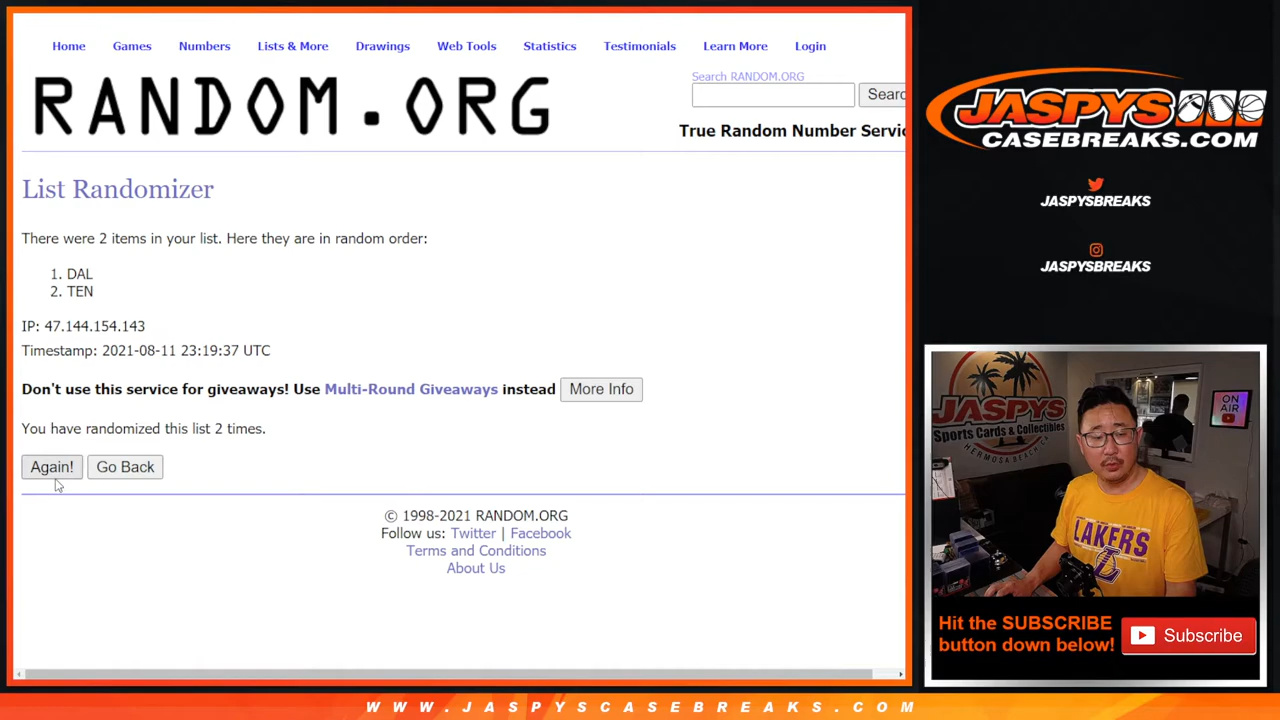 Home Games Numbers Lists & More Drawings Web Tools Statistics Testimonials Learn More Login
RANDOM.ORG
Search RANDOM.ORG
Searc
True Random Number Servic
List Randomizer
There were 2 items in your list. Here they are in random order:
1. DAL
2. TEN
IP: 47.144.154.143
Timestamp: 2021-08-11 23:19:37 UTC
Don't use this service for giveaways! Use Multi-Round Giveaways instead More Info
You have randomized this list 2 times.
Again! Go Back
© 1998-2021 RANDOM.ORG
Follow us: Twitter | Facebook
Terms and Conditions
About Us
JASPYS
CASEBREAKS.COM
JASPYSBREAKS
JASPYSBREAKS
JASPYS
Sports Cards & Collectibles
HERMOSA BEACH CA
ON
AIR
LAKERS
L
Hit the SUBSCRIBE
button down below!
Subscribe
WWW.JASPYSCASEBREAKS.COM